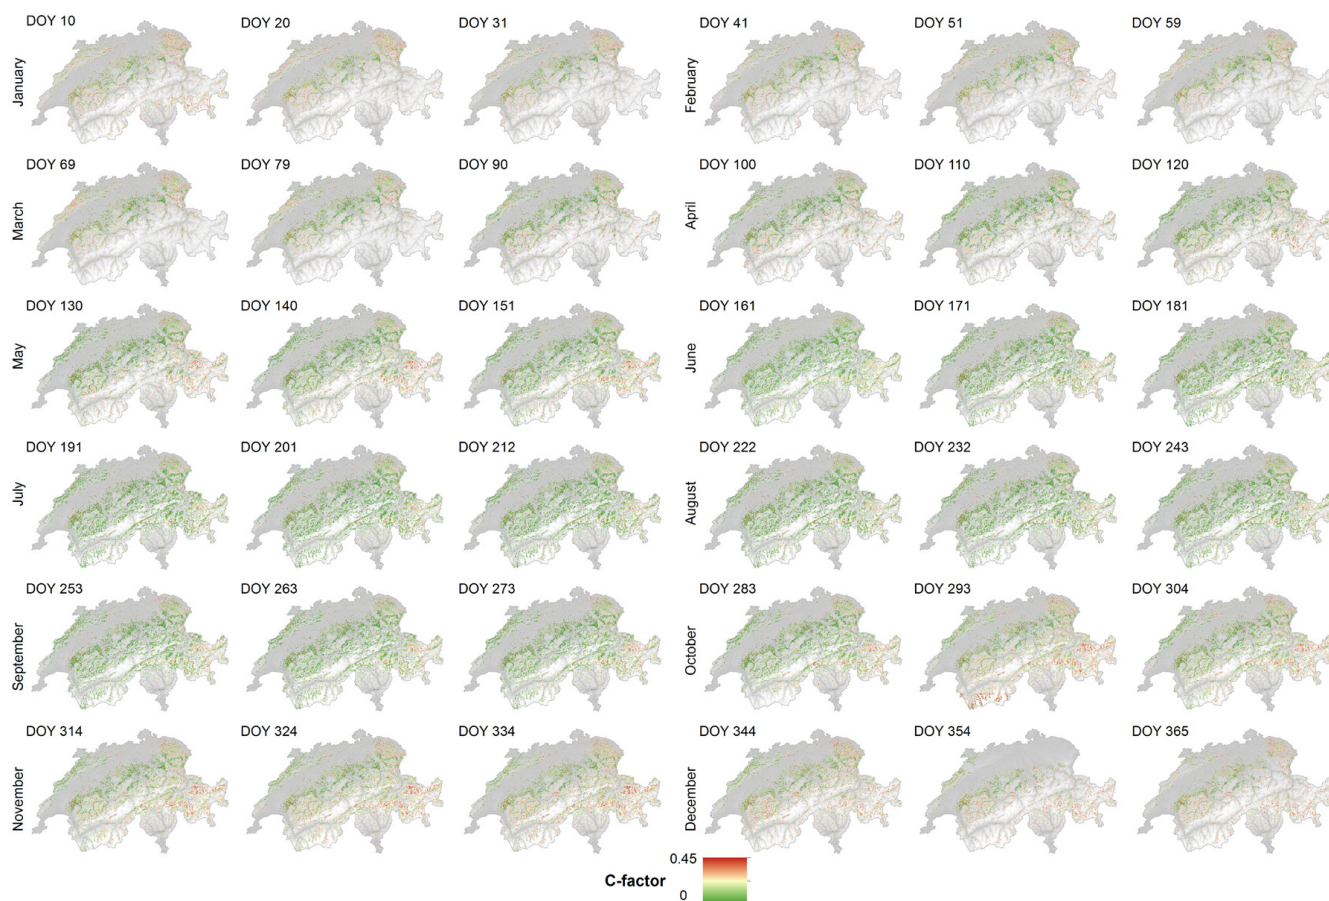 DOY 10 DOY 20 DOY 31 DOY 41 DOY 51 DOY 59
January February
DOY 69 DOY 79 DOY 90 DOY 100 DOY 110 DOY 120
March April
DOY 130 DOY 140 DOY 151 DOY 161 DOY 171 DOY 181
May June
DOY 191 DOY 201 DOY 212 DOY 222 DOY 232 DOY 243
July August
DOY 253 DOY 263 DOY 273 DOY 283 DOY 293 DOY 304
September October
DOY 314 DOY 324 DOY 334 DOY 344 DOY 354 DOY 365
November December
0.45
C-factor
0